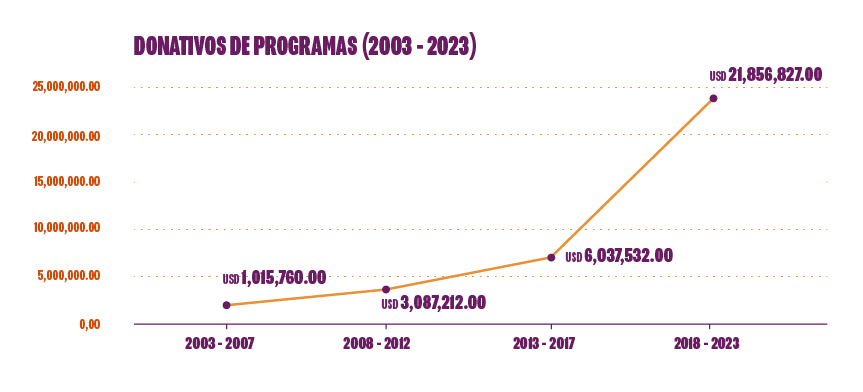 DONATIVOS DE PROGRAMAS (2003 - 2023)
USD 21,856,827.00
25,000,000.00
20,000,000.00
15,000,000.00
10,000,000.00
USD 6,037,532.00
5,000,000.00
USD 1,015,760.00
USD 3,087,212.00
0,00
2003 - 2007
2008 - 2012
2013 - 2017
2018 - 2023